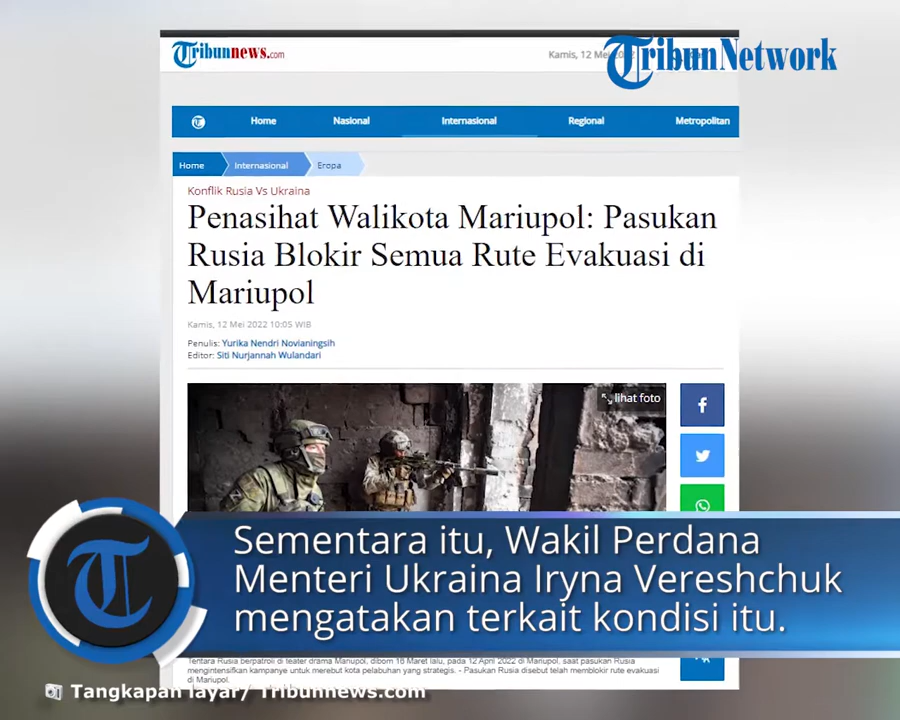 Tribunnews.com
Kamis, 12 Mei
TribunNetwork
Home Nasional Internasional Regional Metropolitan
Home Internasional Eropa
Konflik Rusia Vs Ukraina
Penasihat Walikota Mariupol: Pasukan
Rusia Blokir Semua Rute Evakuasi di
Mariupol
Kamis, 12 Mei 2022 10:05 WIB
Penulis: Yurika Nendri Novianingsih
Editor: Siti Nurjannah Wulandari
lihat foto
Sementara itu, Wakil Perdana
Menteri Ukraina Iryna Vereshchuk
mengatakan terkait kondisi itu.
Tentara Rusia berpatroli di teater drama Mariupol, dibom 16 Maret lalu, pada 12 April 2022 di Mariupol, saat pasukan Rusia
mengintensifkan kampanye untuk merebut kota pelabuhan yang strategis. - Pasukan Rusia disebut telah memblokir rute evakuasi
di Mariupol.
Tangkapan layar / Tribunnews.com